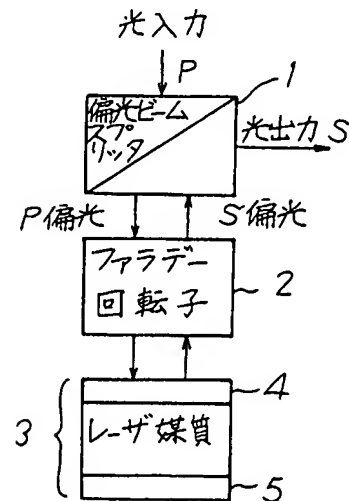 光入力
P
1
偏光ビーム
スプ
リッタ
光出力 S
P偏光
S偏光
ファラデー
回転子
2
3
4
レーザ媒質
5